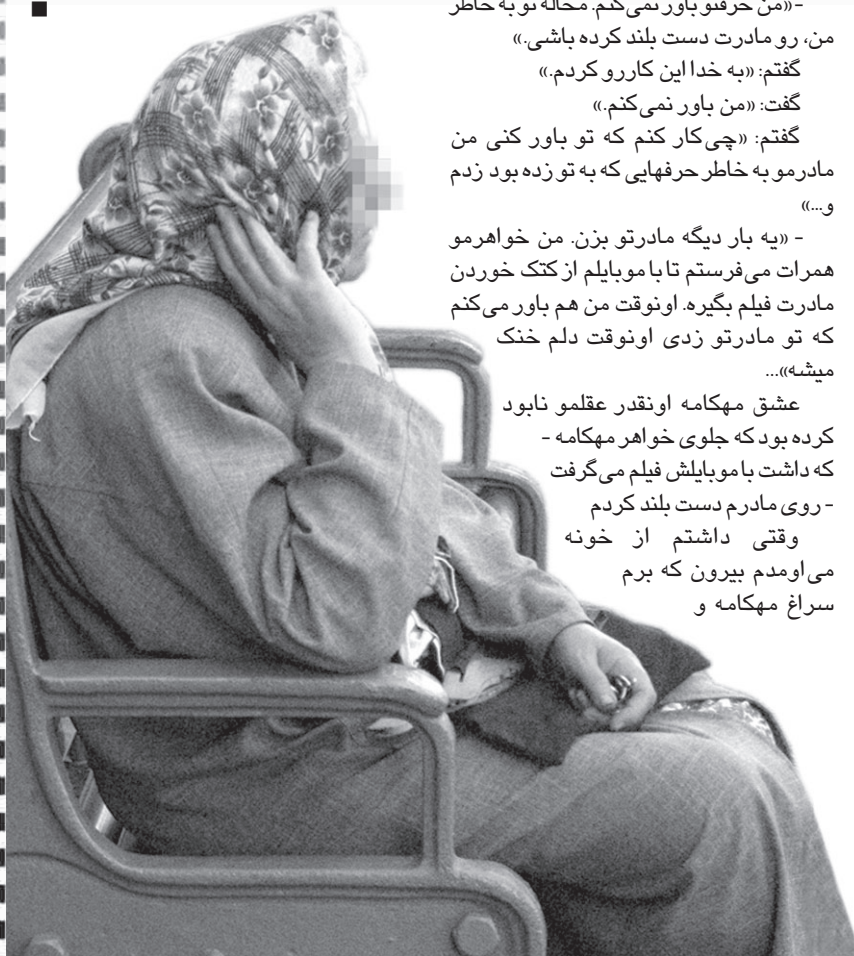 -«من حرفتو باور نمی‌کنم. محاله تو به خاطر
من، رو مادرت دست بلند کرده باشی.»
گفتم: «به خدا این کاررو کردم.»
گفت: «من باور نمی‌کنم.»
گفتم: «چی‌کار کنم که تو باور کنی من
مادرمو به خاطر حرفهایی که به تو زده بود زدم
و...»
- «یه بار دیگه مادرتو بزن. من خواهرمو
همرات می‌فرستم تا با موبایلم از کتک خوردن
مادرت فیلم بگیره. اونوقت من هم باور می‌کنم
که تو مادرتو زدی اونوقت دلم خنک
میشه»...
عشق مهکامه اونقدر عقلمو نابود
کرده بود که جلوی خواهر مهکامه -
که داشت با موبایلش فیلم می‌گرفت
- روی مادرم دست بلند کردم
وقتی داشتم از خونه
می‌اومدم بیرون که برم
سراغ مهکامه و